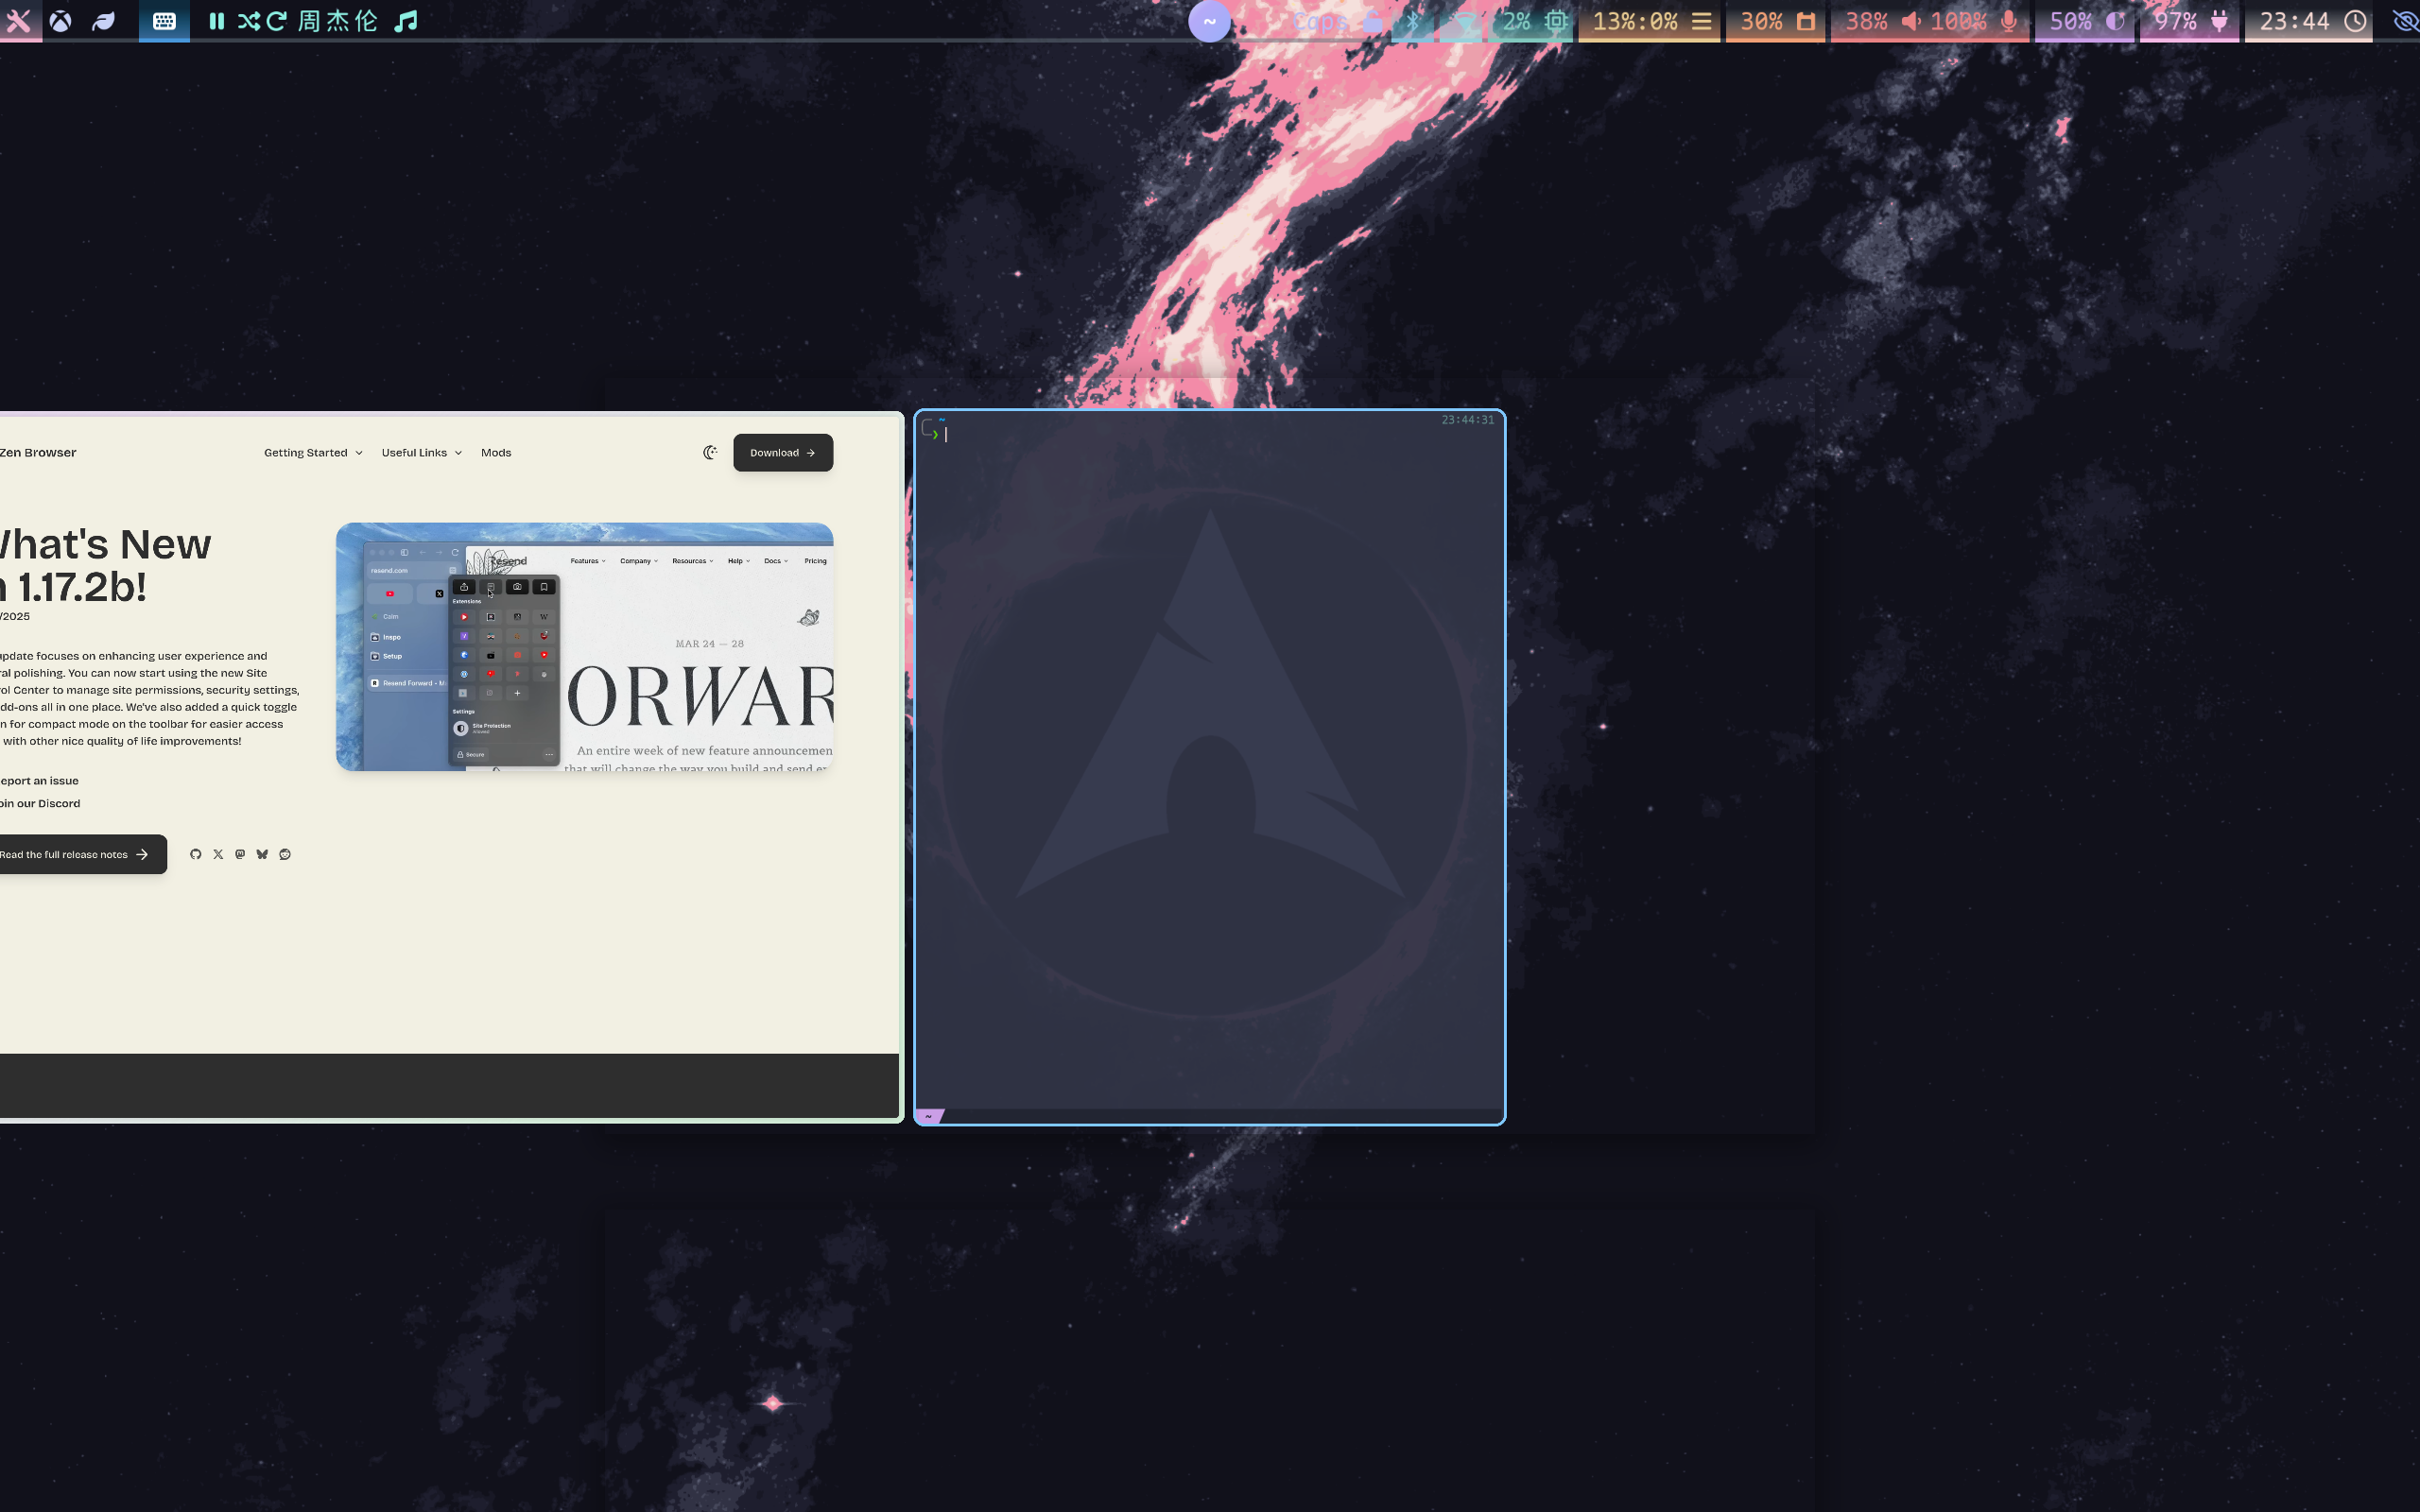 周杰伦
~
Caps
2%
13%:0%
30%
38%
100%
50%
97%
23:44
Zen Browser
Getting Started
Useful Links
Mods
Download
What's New
n 1.17.2b!
/2025
update focuses on enhancing user experience and
ral polishing. You can now start using the new Site
rol Center to manage site permissions, security settings,
dd-ons all in one place. We've also added a quick toggle
n for compact mode on the toolbar for easier access
with other nice quality of life improvements!
eport an issue
oin our Discord
Read the full release notes
resend.com
Calm
Inspo
Setup
Resend Forward - M
Extensions
Settings
Site Protection
Secure
Resend
Features
Company
Resources
Help
Docs
Pricing
MAR 24 — 28
ORWAR
An entire week of new feature announcemen
that will change the way you build and send
~
23:44:31
~